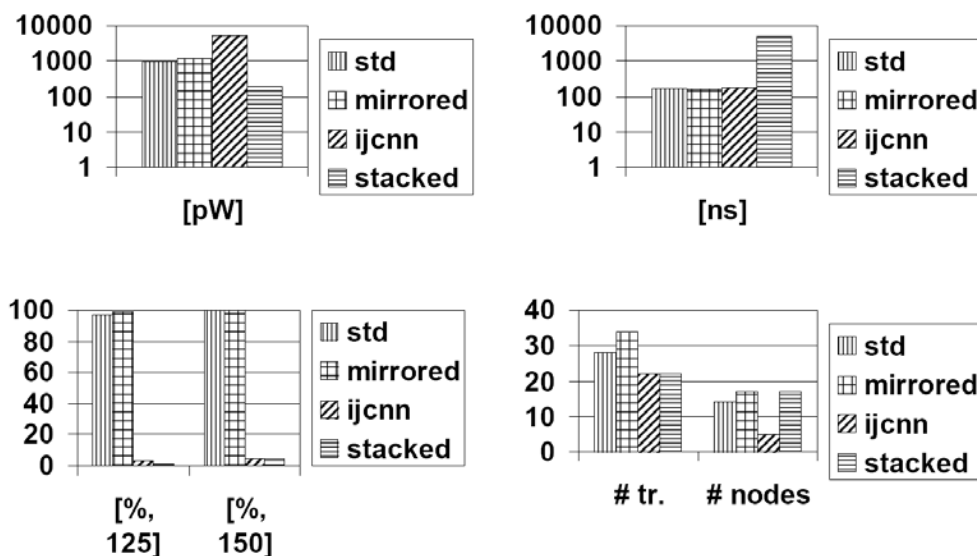 10000
1000
100
10
1
[pW]
std
mirrored
ijcnn
stacked
10000
1000
100
10
1
[ns]
std
mirrored
ijcnn
stacked
100
80
60
40
20
0
[%,
125]
[%,
150]
std
mirrored
ijcnn
stacked
40
30
20
10
0
# tr.
# nodes
std
mirrored
ijcnn
stacked